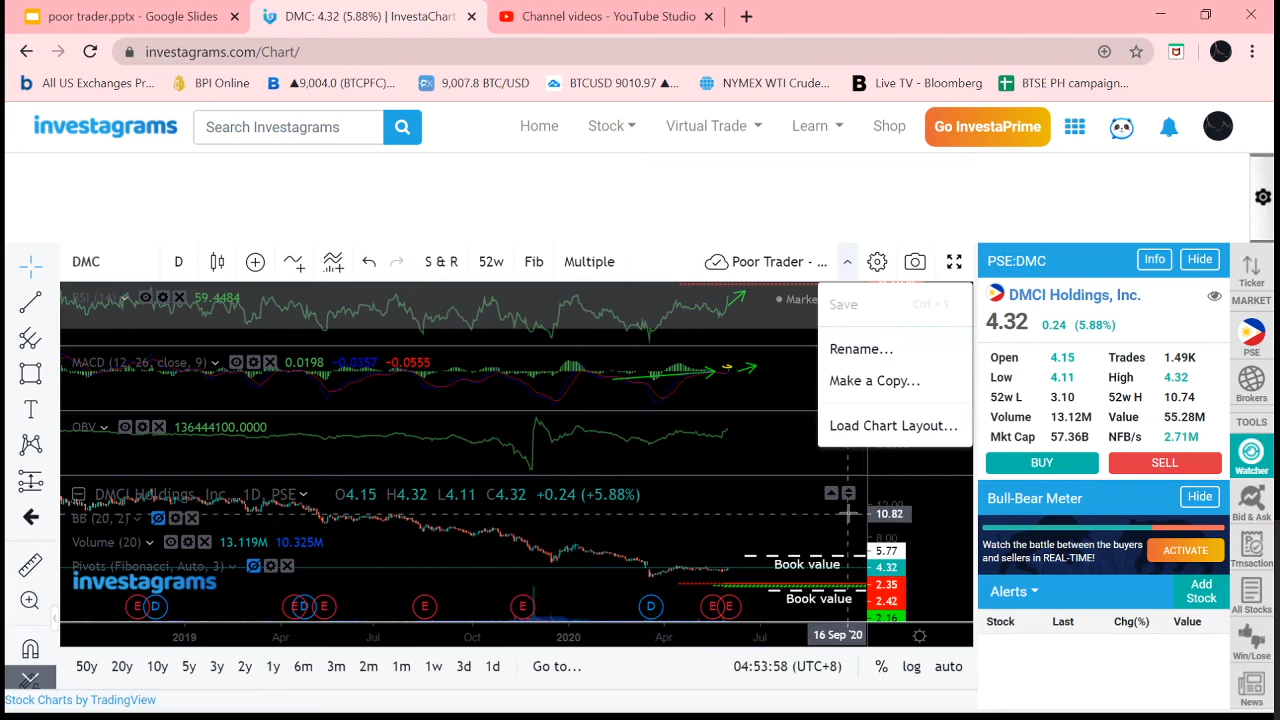 poor trader.pptx - Google Slides
DMC: 4.32 (5.88%) | InvestaChart
Channel videos - YouTube Studio
investagrams.com/Chart/
All US Exchanges Pr...
BPI Online
▲9,004.0 (BTCPFC)...
9,007.8 BTC/USD
BTCUSD 9010.97 ▲...
NYMEX WTI Crude...
Live TV - Bloomberg
BTSE PH campaign...
investagrams
Search Investagrams
Home
Stock
Virtual Trade
Learn
Shop
Go InvestaPrime
DMC
D
S & R
52w
Fib
Multiple
Poor Trader - ...
RSI (14) 59.4484
Marke
Save Ctrl + S
Rename...
Make a Copy...
Load Chart Layout...
MACD (12, 26, close, 9) 0.0198 -0.0357 -0.0555
OBV 136444100.0000
DMCI Holdings, Inc. 1D, PSE O4.15 H4.32 L4.11 C4.32 +0.24 (+5.88%)
BB (20, 2)
Volume (20) 13.119M 10.325M
Pivots (Fibonacci, Auto, 3)
investagrams
Book value
Book value
12.00
10.82
8.00
5.77
4.32
2.35
2.42
2.16
E D E D E E E D E E
2019 Apr Jul Oct 2020 Apr Jul 16 Sep '20
50y 20y 10y 5y 3y 2y 1y 6m 3m 2m 1m 1w 3d 1d Go to... 04:53:58 (UTC+8) % log auto
Stock Charts by TradingView
PSE:DMC Info Hide
DMCI Holdings, Inc.
4.32 0.24 (5.88%)
Open 4.15 Trades 1.49K
Low 4.11 High 4.32
52w L 3.10 52w H 10.74
Volume 13.12M Value 55.28M
Mkt Cap 57.36B NFB/s 2.71M
BUY SELL
Bull-Bear Meter Hide
Watch the battle between the buyers
and sellers in REAL-TIME!
ACTIVATE
Alerts
Add
Stock
Stock Last Chg(%) Value
Ticker
MARKET
PSE
Brokers
TOOLS
Watcher
Bid & Ask
Trnsaction
All Stocks
Win/Lose
News